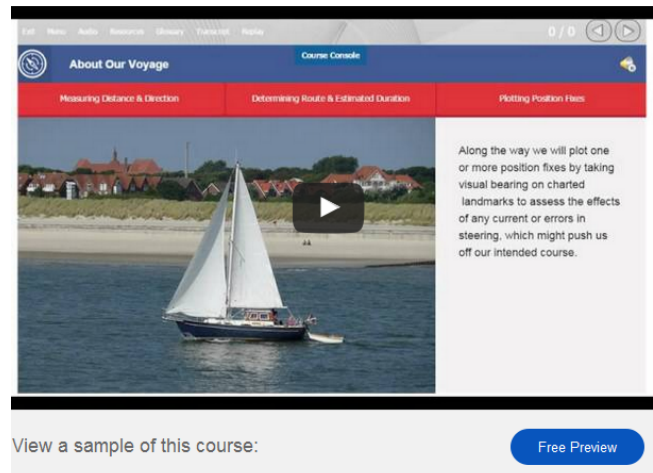 Exit Menu Audio Resources Glossary Transcript Replay 0 / 0
Course Console
About Our Voyage
Measuring Distance & Direction Determining Route & Estimated Duration Plotting Position Fixes
Along the way we will plot one
or more position fixes by taking
visual bearing on charted
landmarks to assess the effects
of any current or errors in
steering, which might push us
off our intended course.
View a sample of this course:
Free Preview